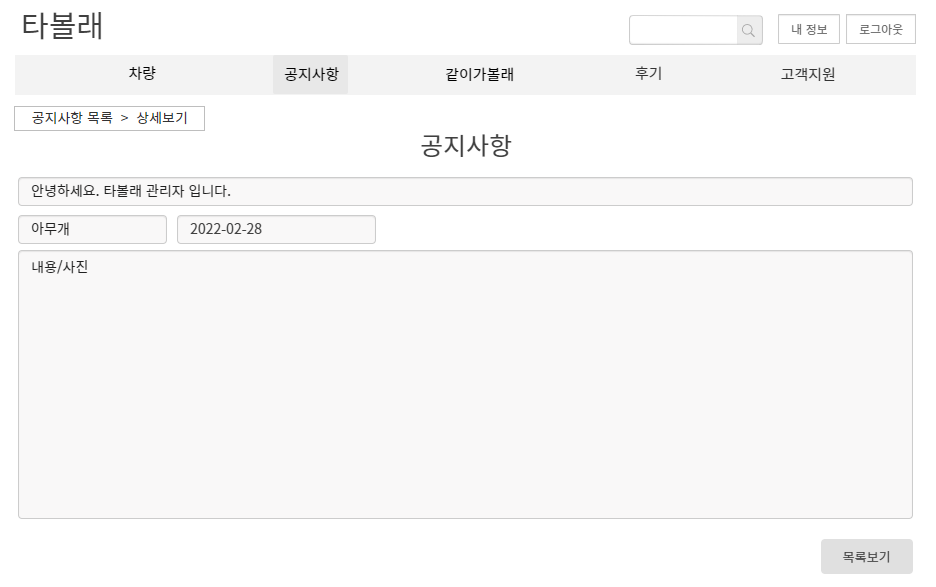 타볼래
내 정보 로그아웃
차량 공지사항 같이가볼래 후기 고객지원
공지사항 목록 > 상세보기
공지사항
안녕하세요. 타볼래 관리자 입니다.
아무개 2022-02-28
내용/사진
목록보기